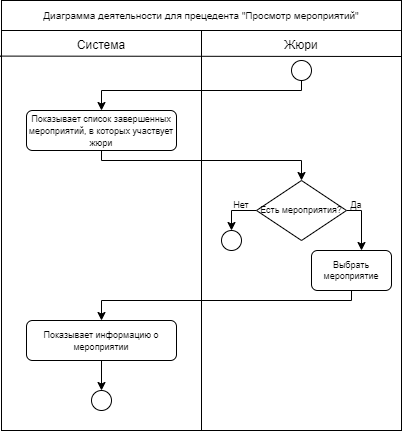 Диаграмма деятельности для прецедента "Просмотр мероприятий"
Система
Жюри
Показывает список завершенных
мероприятий, в которых участвует
жюри
Нет
Есть мероприятия?
Да
Выбрать
мероприятие
Показывает информацию о
мероприятии